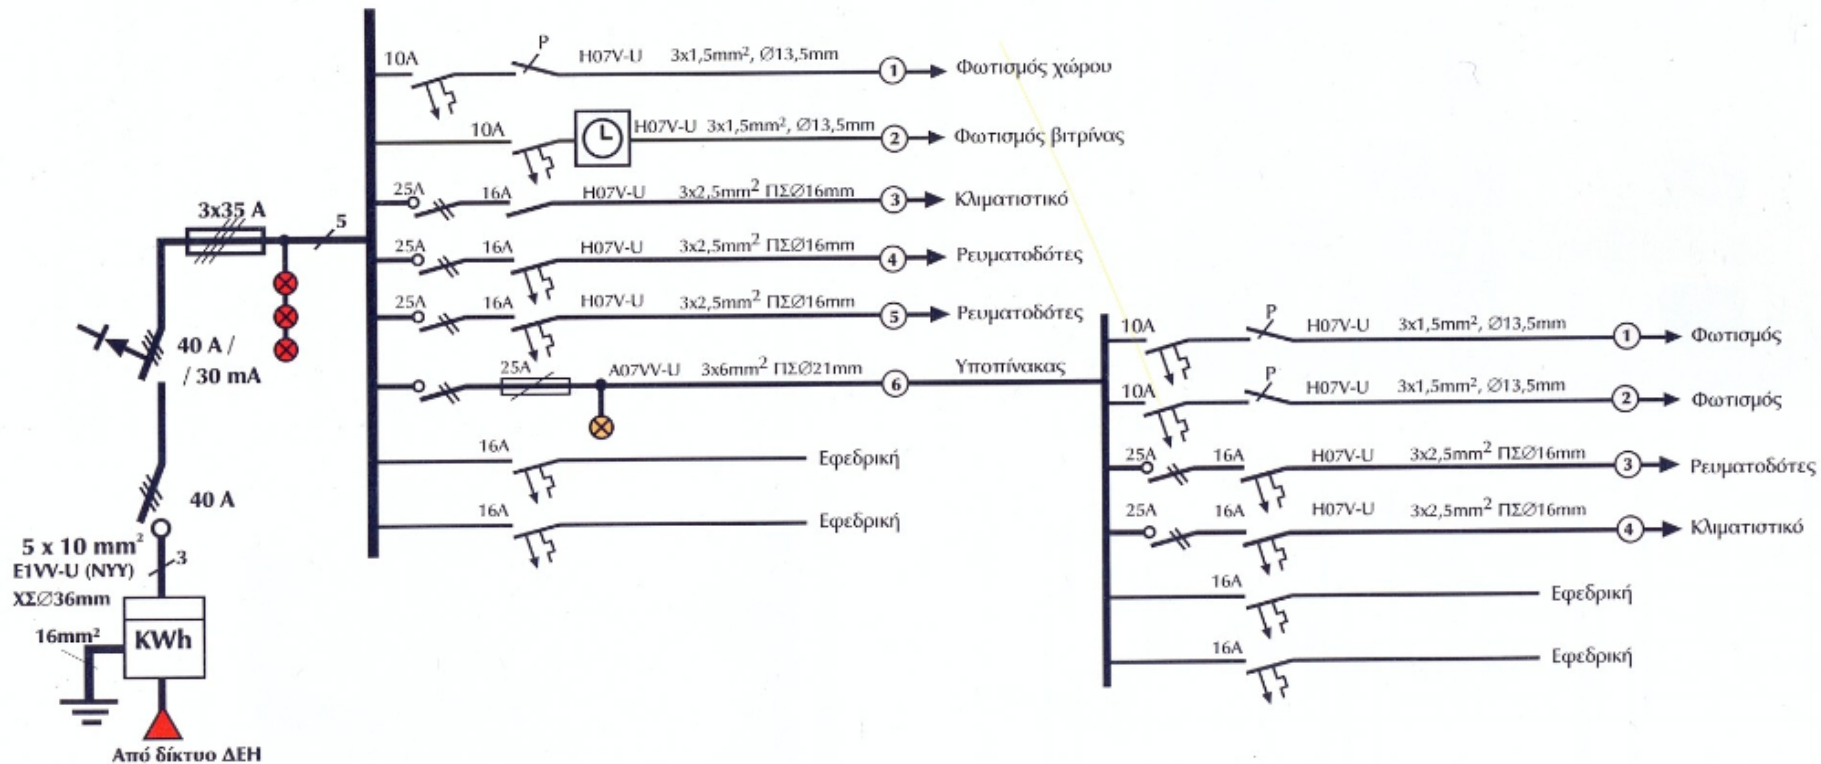 10A P H07V-U 3x1,5mm², Ø13,5mm 1 Φωτισμός χώρου
10A H07V-U 3x1,5mm², Ø13,5mm 2 Φωτισμός βιτρίνας
25A 16A H07V-U 3x2,5mm² ΠΣØ16mm 3 Κλιματιστικό
3x35 A
5
25A 16A H07V-U 3x2,5mm² ΠΣØ16mm 4 Ρευματοδότες
25A 16A H07V-U 3x2,5mm² ΠΣØ16mm 5 Ρευματοδότες
40 A /
/ 30 mA
25A A07VV-U 3x6mm² ΠΣØ21mm 6 Υποπίνακας
16A Εφεδρική
16A Εφεδρική
10A P H07V-U 3x1,5mm², Ø13,5mm 1 Φωτισμός
10A P H07V-U 3x1,5mm², Ø13,5mm 2 Φωτισμός
25A 16A H07V-U 3x2,5mm² ΠΣØ16mm 3 Ρευματοδότες
25A 16A H07V-U 3x2,5mm² ΠΣØ16mm 4 Κλιματιστικό
16A Εφεδρική
16A Εφεδρική
40 A
5 x 10 mm²
E1VV-U (NYY)
3
ΧΣØ36mm
16mm²
KWh
Από δίκτυο ΔΕΗ